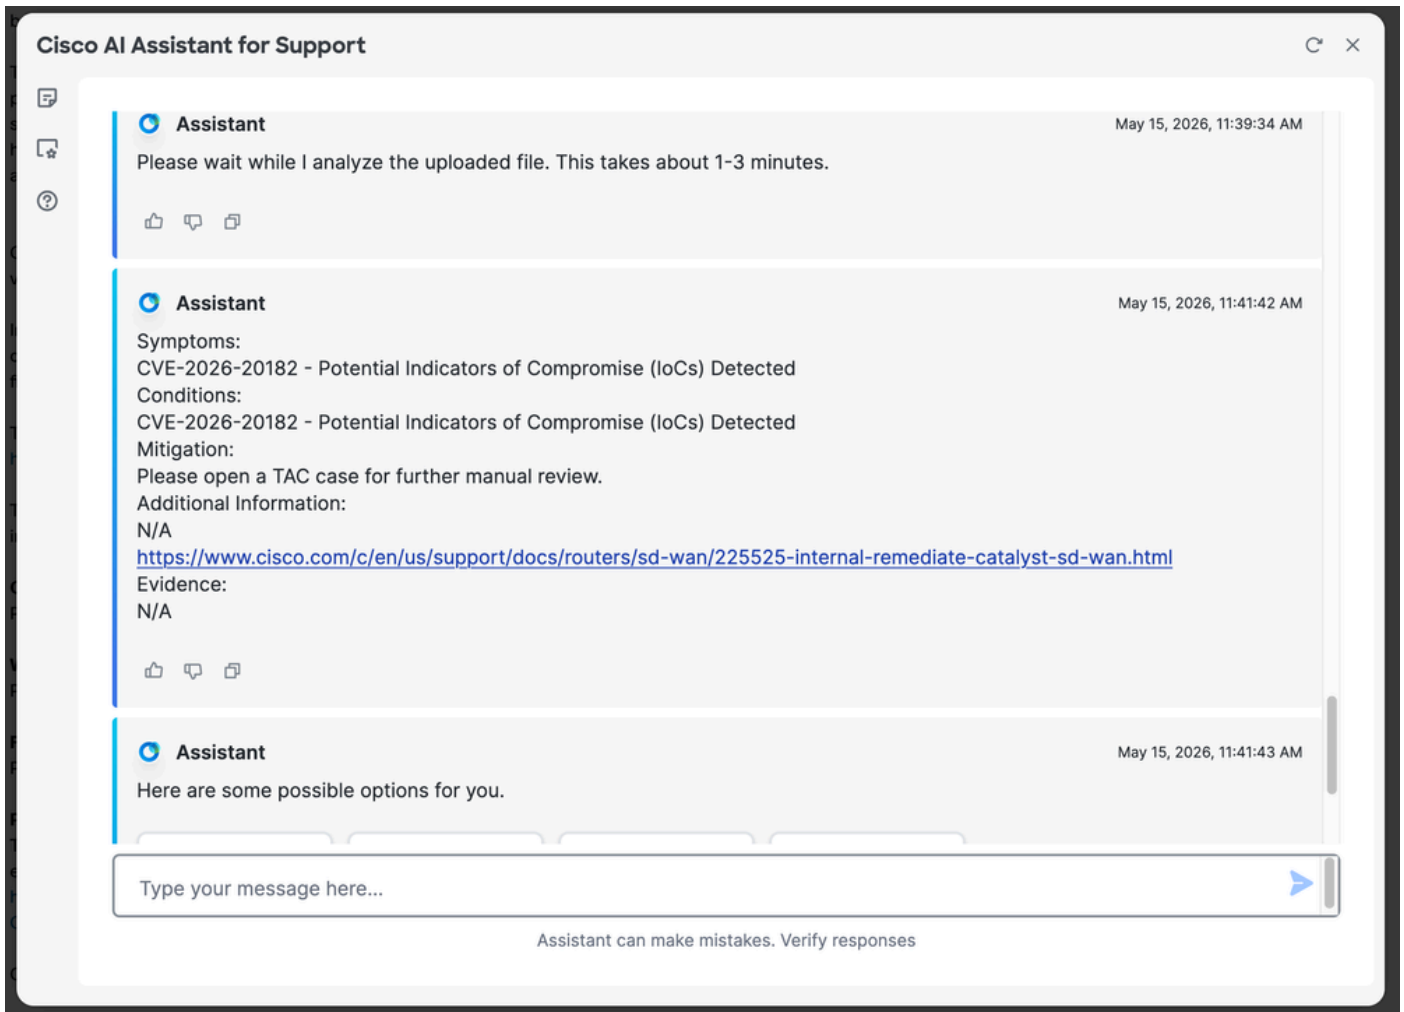 Cisco AI Assistant for Support
Assistant
May 15, 2026, 11:39:34 AM
Please wait while I analyze the uploaded file. This takes about 1-3 minutes.
Assistant
May 15, 2026, 11:41:42 AM
Symptoms:
CVE-2026-20182 - Potential Indicators of Compromise (IoCs) Detected
Conditions:
CVE-2026-20182 - Potential Indicators of Compromise (IoCs) Detected
Mitigation:
Please open a TAC case for further manual review.
Additional Information:
N/A
https://www.cisco.com/c/en/us/support/docs/routers/sd-wan/225525-internal-remediate-catalyst-sd-wan.html
Evidence:
N/A
Assistant
May 15, 2026, 11:41:43 AM
Here are some possible options for you.
Type your message here...
Assistant can make mistakes. Verify responses